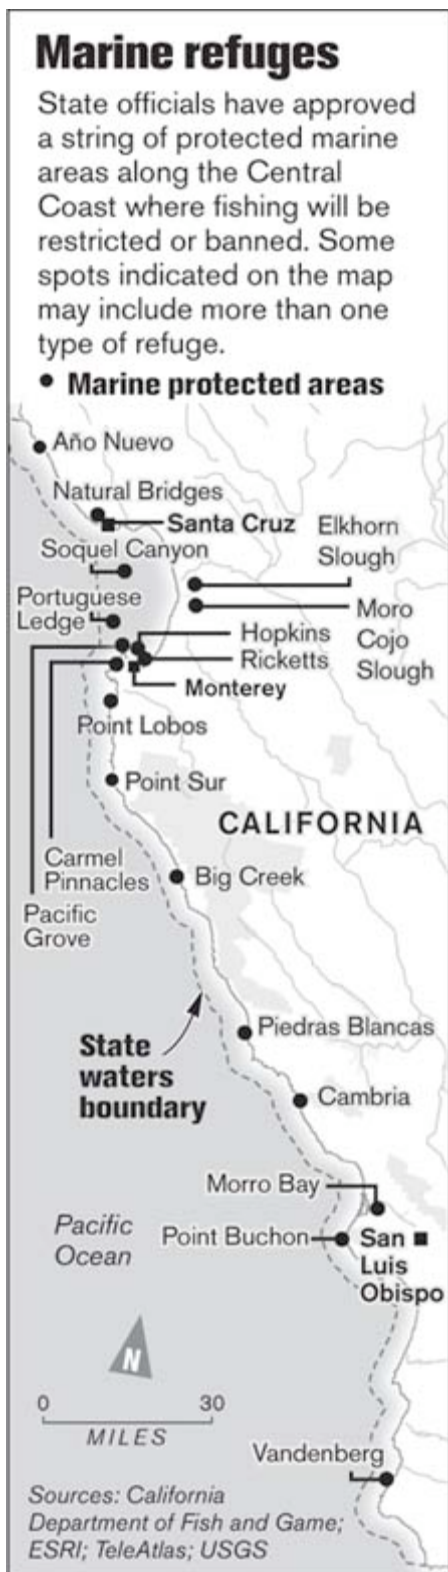 Marine refuges
State officials have approved
a string of protected marine
areas along the Central
Coast where fishing will be
restricted or banned. Some
spots indicated on the map
may include more than one
type of refuge.
Marine protected areas
Año Nuevo
Natural Bridges
Santa Cruz
Elkhorn
Slough
Soquel Canyon
Portuguese
Ledge
Moro
Cojo
Slough
Hopkins
Ricketts
Monterey
Point Lobos
Point Sur
CALIFORNIA
Carmel
Pinnacles
Big Creek
Pacific
Grove
State
waters
boundary
Piedras Blancas
Cambria
Morro Bay
Pacific
Ocean
Point Buchon
San
Luis
Obispo
N
0 30
MILES
Vandenberg
Sources: California
Department of Fish and Game;
ESRI; TeleAtlas; USGS